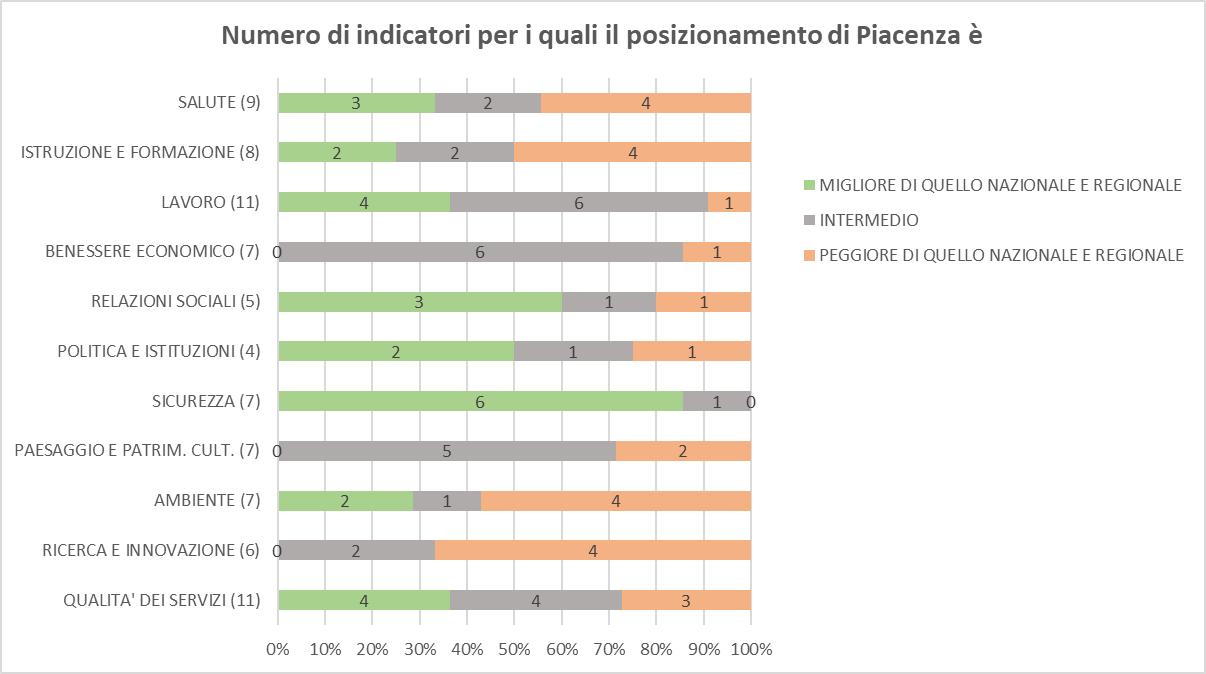 Numero di indicatori per i quali il posizionamento di Piacenza è
SALUTE (9) 3 2 4
ISTRUZIONE E FORMAZIONE (8) 2 2 4
LAVORO (11) 4 6 1
BENESSERE ECONOMICO (7) 0 6 1
RELAZIONI SOCIALI (5) 3 1 1
POLITICA E ISTITUZIONI (4) 2 1 1
SICUREZZA (7) 6 1 0
PAESAGGIO E PATRIM. CULT. (7) 0 5 2
AMBIENTE (7) 2 1 4
RICERCA E INNOVAZIONE (6) 0 2 4
QUALITA' DEI SERVIZI (11) 4 4 3
0% 10% 20% 30% 40% 50% 60% 70% 80% 90% 100%
MIGLIORE DI QUELLO NAZIONALE E REGIONALE
INTERMEDIO
PEGGIORE DI QUELLO NAZIONALE E REGIONALE